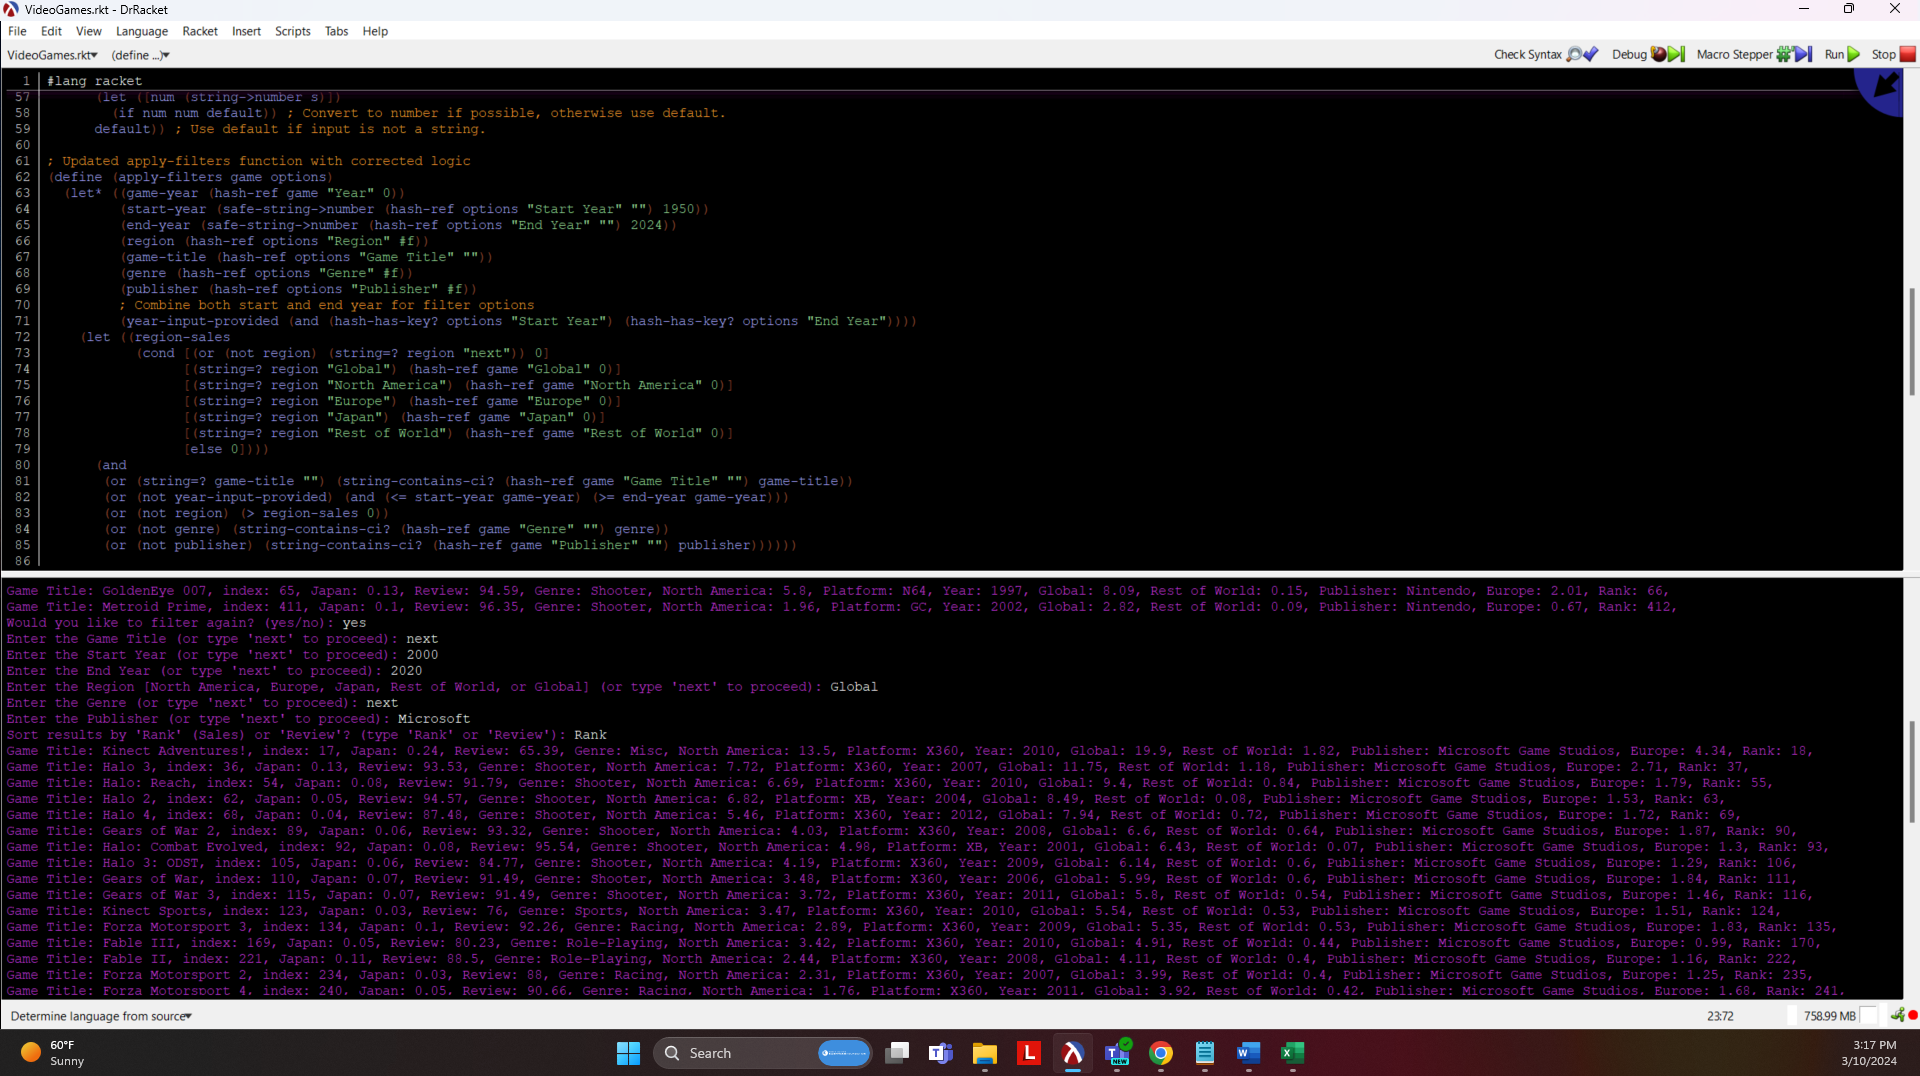 VideoGames.rkt - DrRacket
File Edit View Language Racket Insert Scripts Tabs Help
VideoGames.rkt▾ (define ...)▾ Check Syntax Debug Macro Stepper Run Stop
1 #lang racket
57 (let ([num (string->number s)])
58 (if num num default)) ; Convert to number if possible, otherwise use default.
59 default)) ; Use default if input is not a string.
60
61 ; Updated apply-filters function with corrected logic
62 (define (apply-filters game options)
63 (let* ((game-year (hash-ref game "Year" 0))
64 (start-year (safe-string->number (hash-ref options "Start Year" "") 1950))
65 (end-year (safe-string->number (hash-ref options "End Year" "") 2024))
66 (region (hash-ref options "Region" #f))
67 (game-title (hash-ref options "Game Title" ""))
68 (genre (hash-ref options "Genre" #f))
69 (publisher (hash-ref options "Publisher" #f))
70 ; Combine both start and end year for filter options
71 (year-input-provided (and (hash-has-key? options "Start Year") (hash-has-key? options "End Year"))))
72 (let ((region-sales
73 (cond [(or (not region) (string=? region "next")) 0]
74 [(string=? region "Global") (hash-ref game "Global" 0)]
75 [(string=? region "North America") (hash-ref game "North America" 0)]
76 [(string=? region "Europe") (hash-ref game "Europe" 0)]
77 [(string=? region "Japan") (hash-ref game "Japan" 0)]
78 [(string=? region "Rest of World") (hash-ref game "Rest of World" 0)]
79 [else 0])))
80 (and
81 (or (string=? game-title "") (string-contains-ci? (hash-ref game "Game Title" "") game-title))
82 (or (not year-input-provided) (and (<= start-year game-year) (>= end-year game-year)))
83 (or (not region) (> region-sales 0))
84 (or (not genre) (string-contains-ci? (hash-ref game "Genre" "") genre))
85 (or (not publisher) (string-contains-ci? (hash-ref game "Publisher" "") publisher))))))
86
Game Title: GoldenEye 007, index: 65, Japan: 0.13, Review: 94.59, Genre: Shooter, North America: 5.8, Platform: N64, Year: 1997, Global: 8.09, Rest of World: 0.15, Publisher: Nintendo, Europe: 2.01, Rank: 66,
Game Title: Metroid Prime, index: 411, Japan: 0.1, Review: 96.35, Genre: Shooter, North America: 1.96, Platform: GC, Year: 2002, Global: 2.82, Rest of World: 0.09, Publisher: Nintendo, Europe: 0.67, Rank: 412,
Would you like to filter again? (yes/no): yes
Enter the Game Title (or type 'next' to proceed): next
Enter the Start Year (or type 'next' to proceed): 2000
Enter the End Year (or type 'next' to proceed): 2020
Enter the Region [North America, Europe, Japan, Rest of World, or Global] (or type 'next' to proceed): Global
Enter the Genre (or type 'next' to proceed): next
Enter the Publisher (or type 'next' to proceed): Microsoft
Sort results by 'Rank' (Sales) or 'Review'? (type 'Rank' or 'Review'): Rank
Game Title: Kinect Adventures!, index: 17, Japan: 0.24, Review: 65.39, Genre: Misc, North America: 13.5, Platform: X360, Year: 2010, Global: 19.9, Rest of World: 1.82, Publisher: Microsoft Game Studios, Europe: 4.34, Rank: 18,
Game Title: Halo 3, index: 36, Japan: 0.13, Review: 93.53, Genre: Shooter, North America: 7.72, Platform: X360, Year: 2007, Global: 11.75, Rest of World: 1.18, Publisher: Microsoft Game Studios, Europe: 2.71, Rank: 37,
Game Title: Halo: Reach, index: 54, Japan: 0.08, Review: 91.79, Genre: Shooter, North America: 6.69, Platform: X360, Year: 2010, Global: 9.4, Rest of World: 0.84, Publisher: Microsoft Game Studios, Europe: 1.79, Rank: 55,
Game Title: Halo 2, index: 62, Japan: 0.05, Review: 94.57, Genre: Shooter, North America: 6.82, Platform: XB, Year: 2004, Global: 8.49, Rest of World: 0.08, Publisher: Microsoft Game Studios, Europe: 1.53, Rank: 63,
Game Title: Halo 4, index: 68, Japan: 0.04, Review: 87.48, Genre: Shooter, North America: 5.46, Platform: X360, Year: 2012, Global: 7.94, Rest of World: 0.72, Publisher: Microsoft Game Studios, Europe: 1.72, Rank: 69,
Game Title: Gears of War 2, index: 89, Japan: 0.06, Review: 93.32, Genre: Shooter, North America: 4.03, Platform: X360, Year: 2008, Global: 6.6, Rest of World: 0.64, Publisher: Microsoft Game Studios, Europe: 1.87, Rank: 90,
Game Title: Halo: Combat Evolved, index: 92, Japan: 0.08, Review: 95.54, Genre: Shooter, North America: 4.98, Platform: XB, Year: 2001, Global: 6.43, Rest of World: 0.07, Publisher: Microsoft Game Studios, Europe: 1.3, Rank: 93,
Game Title: Halo 3: ODST, index: 105, Japan: 0.06, Review: 84.77, Genre: Shooter, North America: 4.19, Platform: X360, Year: 2009, Global: 6.14, Rest of World: 0.6, Publisher: Microsoft Game Studios, Europe: 1.29, Rank: 106,
Game Title: Gears of War, index: 110, Japan: 0.07, Review: 91.49, Genre: Shooter, North America: 3.48, Platform: X360, Year: 2006, Global: 5.99, Rest of World: 0.6, Publisher: Microsoft Game Studios, Europe: 1.84, Rank: 111,
Game Title: Gears of War 3, index: 115, Japan: 0.07, Review: 91.49, Genre: Shooter, North America: 3.72, Platform: X360, Year: 2011, Global: 5.8, Rest of World: 0.54, Publisher: Microsoft Game Studios, Europe: 1.46, Rank: 116,
Game Title: Kinect Sports, index: 123, Japan: 0.03, Review: 76, Genre: Sports, North America: 3.47, Platform: X360, Year: 2010, Global: 5.54, Rest of World: 0.53, Publisher: Microsoft Game Studios, Europe: 1.51, Rank: 124,
Game Title: Forza Motorsport 3, index: 134, Japan: 0.1, Review: 92.26, Genre: Racing, North America: 2.89, Platform: X360, Year: 2009, Global: 5.35, Rest of World: 0.53, Publisher: Microsoft Game Studios, Europe: 1.83, Rank: 135,
Game Title: Fable III, index: 169, Japan: 0.05, Review: 80.23, Genre: Role-Playing, North America: 3.42, Platform: X360, Year: 2010, Global: 4.91, Rest of World: 0.44, Publisher: Microsoft Game Studios, Europe: 0.99, Rank: 170,
Game Title: Fable II, index: 221, Japan: 0.11, Review: 88.5, Genre: Role-Playing, North America: 2.44, Platform: X360, Year: 2008, Global: 4.11, Rest of World: 0.4, Publisher: Microsoft Game Studios, Europe: 1.16, Rank: 222,
Game Title: Forza Motorsport 2, index: 234, Japan: 0.03, Review: 88, Genre: Racing, North America: 2.31, Platform: X360, Year: 2007, Global: 3.99, Rest of World: 0.4, Publisher: Microsoft Game Studios, Europe: 1.25, Rank: 235,
Game Title: Forza Motorsport 4, index: 240, Japan: 0.05, Review: 90.66, Genre: Racing, North America: 1.76, Platform: X360, Year: 2011, Global: 3.92, Rest of World: 0.42, Publisher: Microsoft Game Studios, Europe: 1.68, Rank: 241,
Determine language from source▾ 23:72 758.99 MB
60°F
Sunny
Search
NEW
3:17 PM
3/10/2024